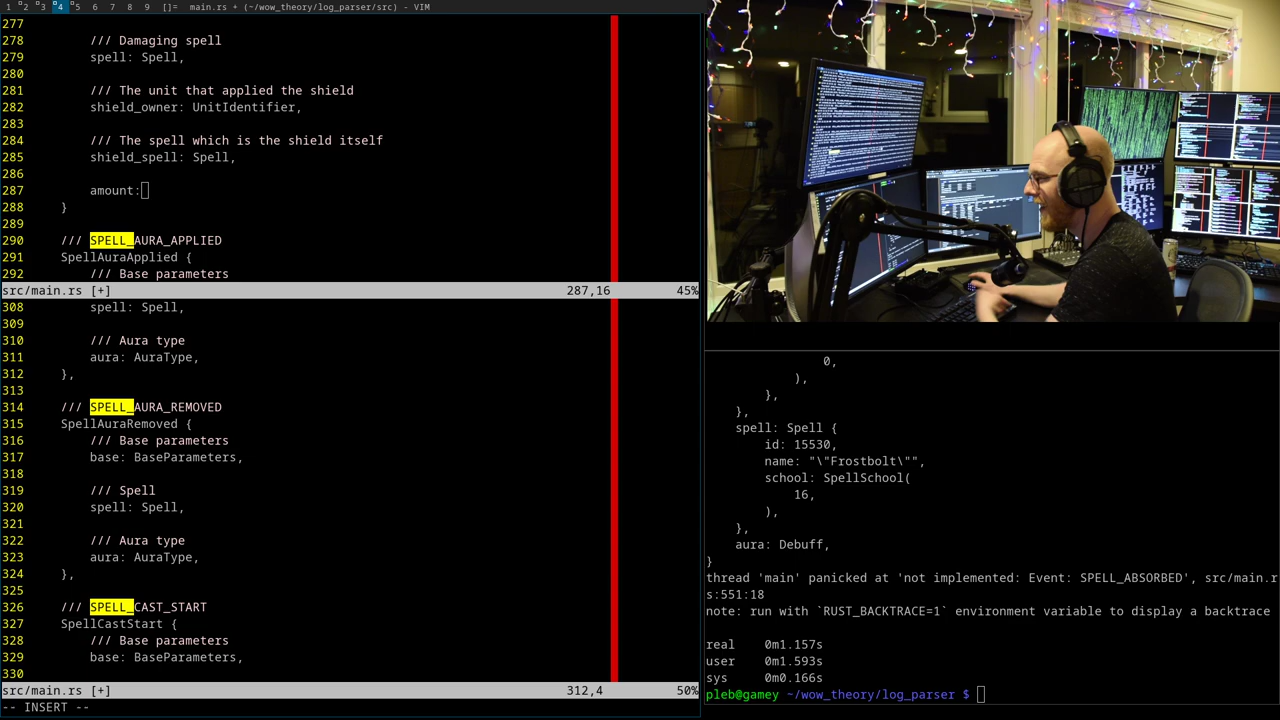 1 2 3 4 5 6 7 8 9 []= main.rs + (~/wow_theory/log_parser/src) - VIM
277
278 /// Damaging spell
279 spell: Spell,
280
281 /// The unit that applied the shield
282 shield_owner: UnitIdentifier,
283
284 /// The spell which is the shield itself
285 shield_spell: Spell,
286
287 amount:
288 }
289
290 /// SPELL_AURA_APPLIED
291 SpellAuraApplied {
292 /// Base parameters
src/main.rs [+] 287,16 45%
308 spell: Spell,
309
310 /// Aura type
311 aura: AuraType,
312 },
313
314 /// SPELL_AURA_REMOVED
315 SpellAuraRemoved {
316 /// Base parameters
317 base: BaseParameters,
318
319 /// Spell
320 spell: Spell,
321
322 /// Aura type
323 aura: AuraType,
324 },
325
326 /// SPELL_CAST_START
327 SpellCastStart {
328 /// Base parameters
329 base: BaseParameters,
330
src/main.rs [+] 312,4 50%
-- INSERT --
0,
),
},
},
spell: Spell {
id: 15530,
name: "\"Frostbolt\"",
school: SpellSchool(
16,
),
},
aura: Debuff,
}
thread 'main' panicked at 'not implemented: Event: SPELL_ABSORBED', src/main.r
s:551:18
note: run with `RUST_BACKTRACE=1` environment variable to display a backtrace
real 0m1.157s
user 0m1.593s
sys 0m0.166s
pleb@gamey ~/wow_theory/log_parser $